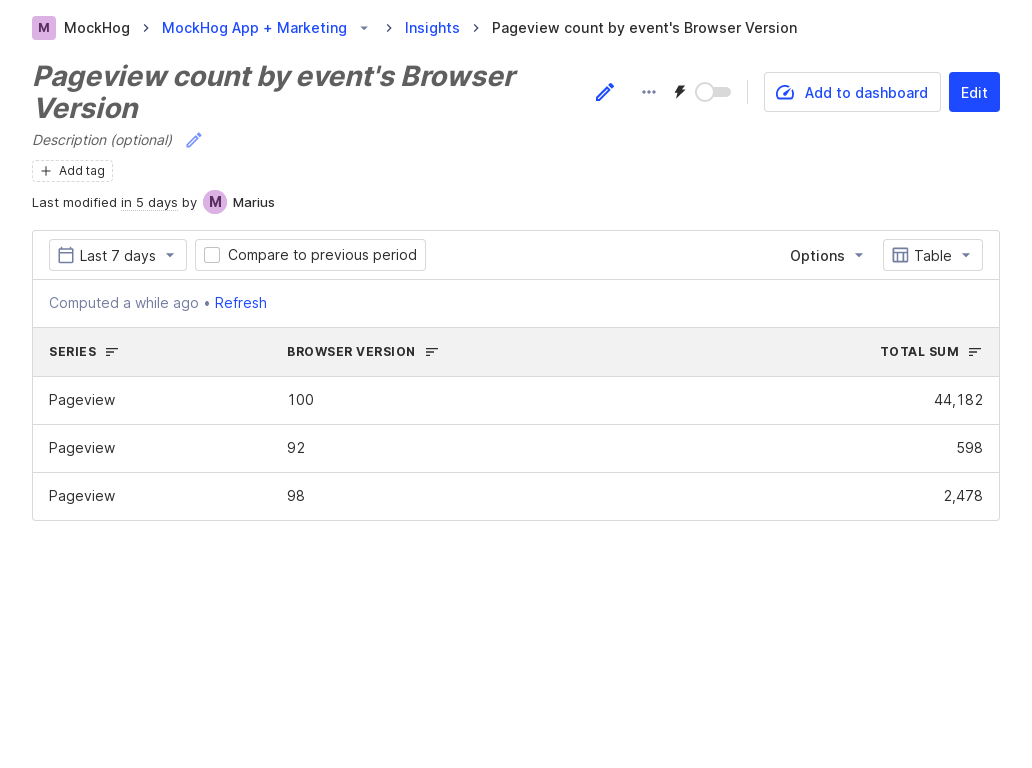 M MockHog MockHog App + Marketing Insights Pageview count by event's Browser Version
Pageview count by event's Browser
Version
Add to dashboard Edit
Description (optional)
Add tag
Last modified in 5 days by M Marius
Last 7 days Compare to previous period Options Table
Computed a while ago • Refresh
SERIES BROWSER VERSION TOTAL SUM
Pageview 100 44,182
Pageview 92 598
Pageview 98 2,478